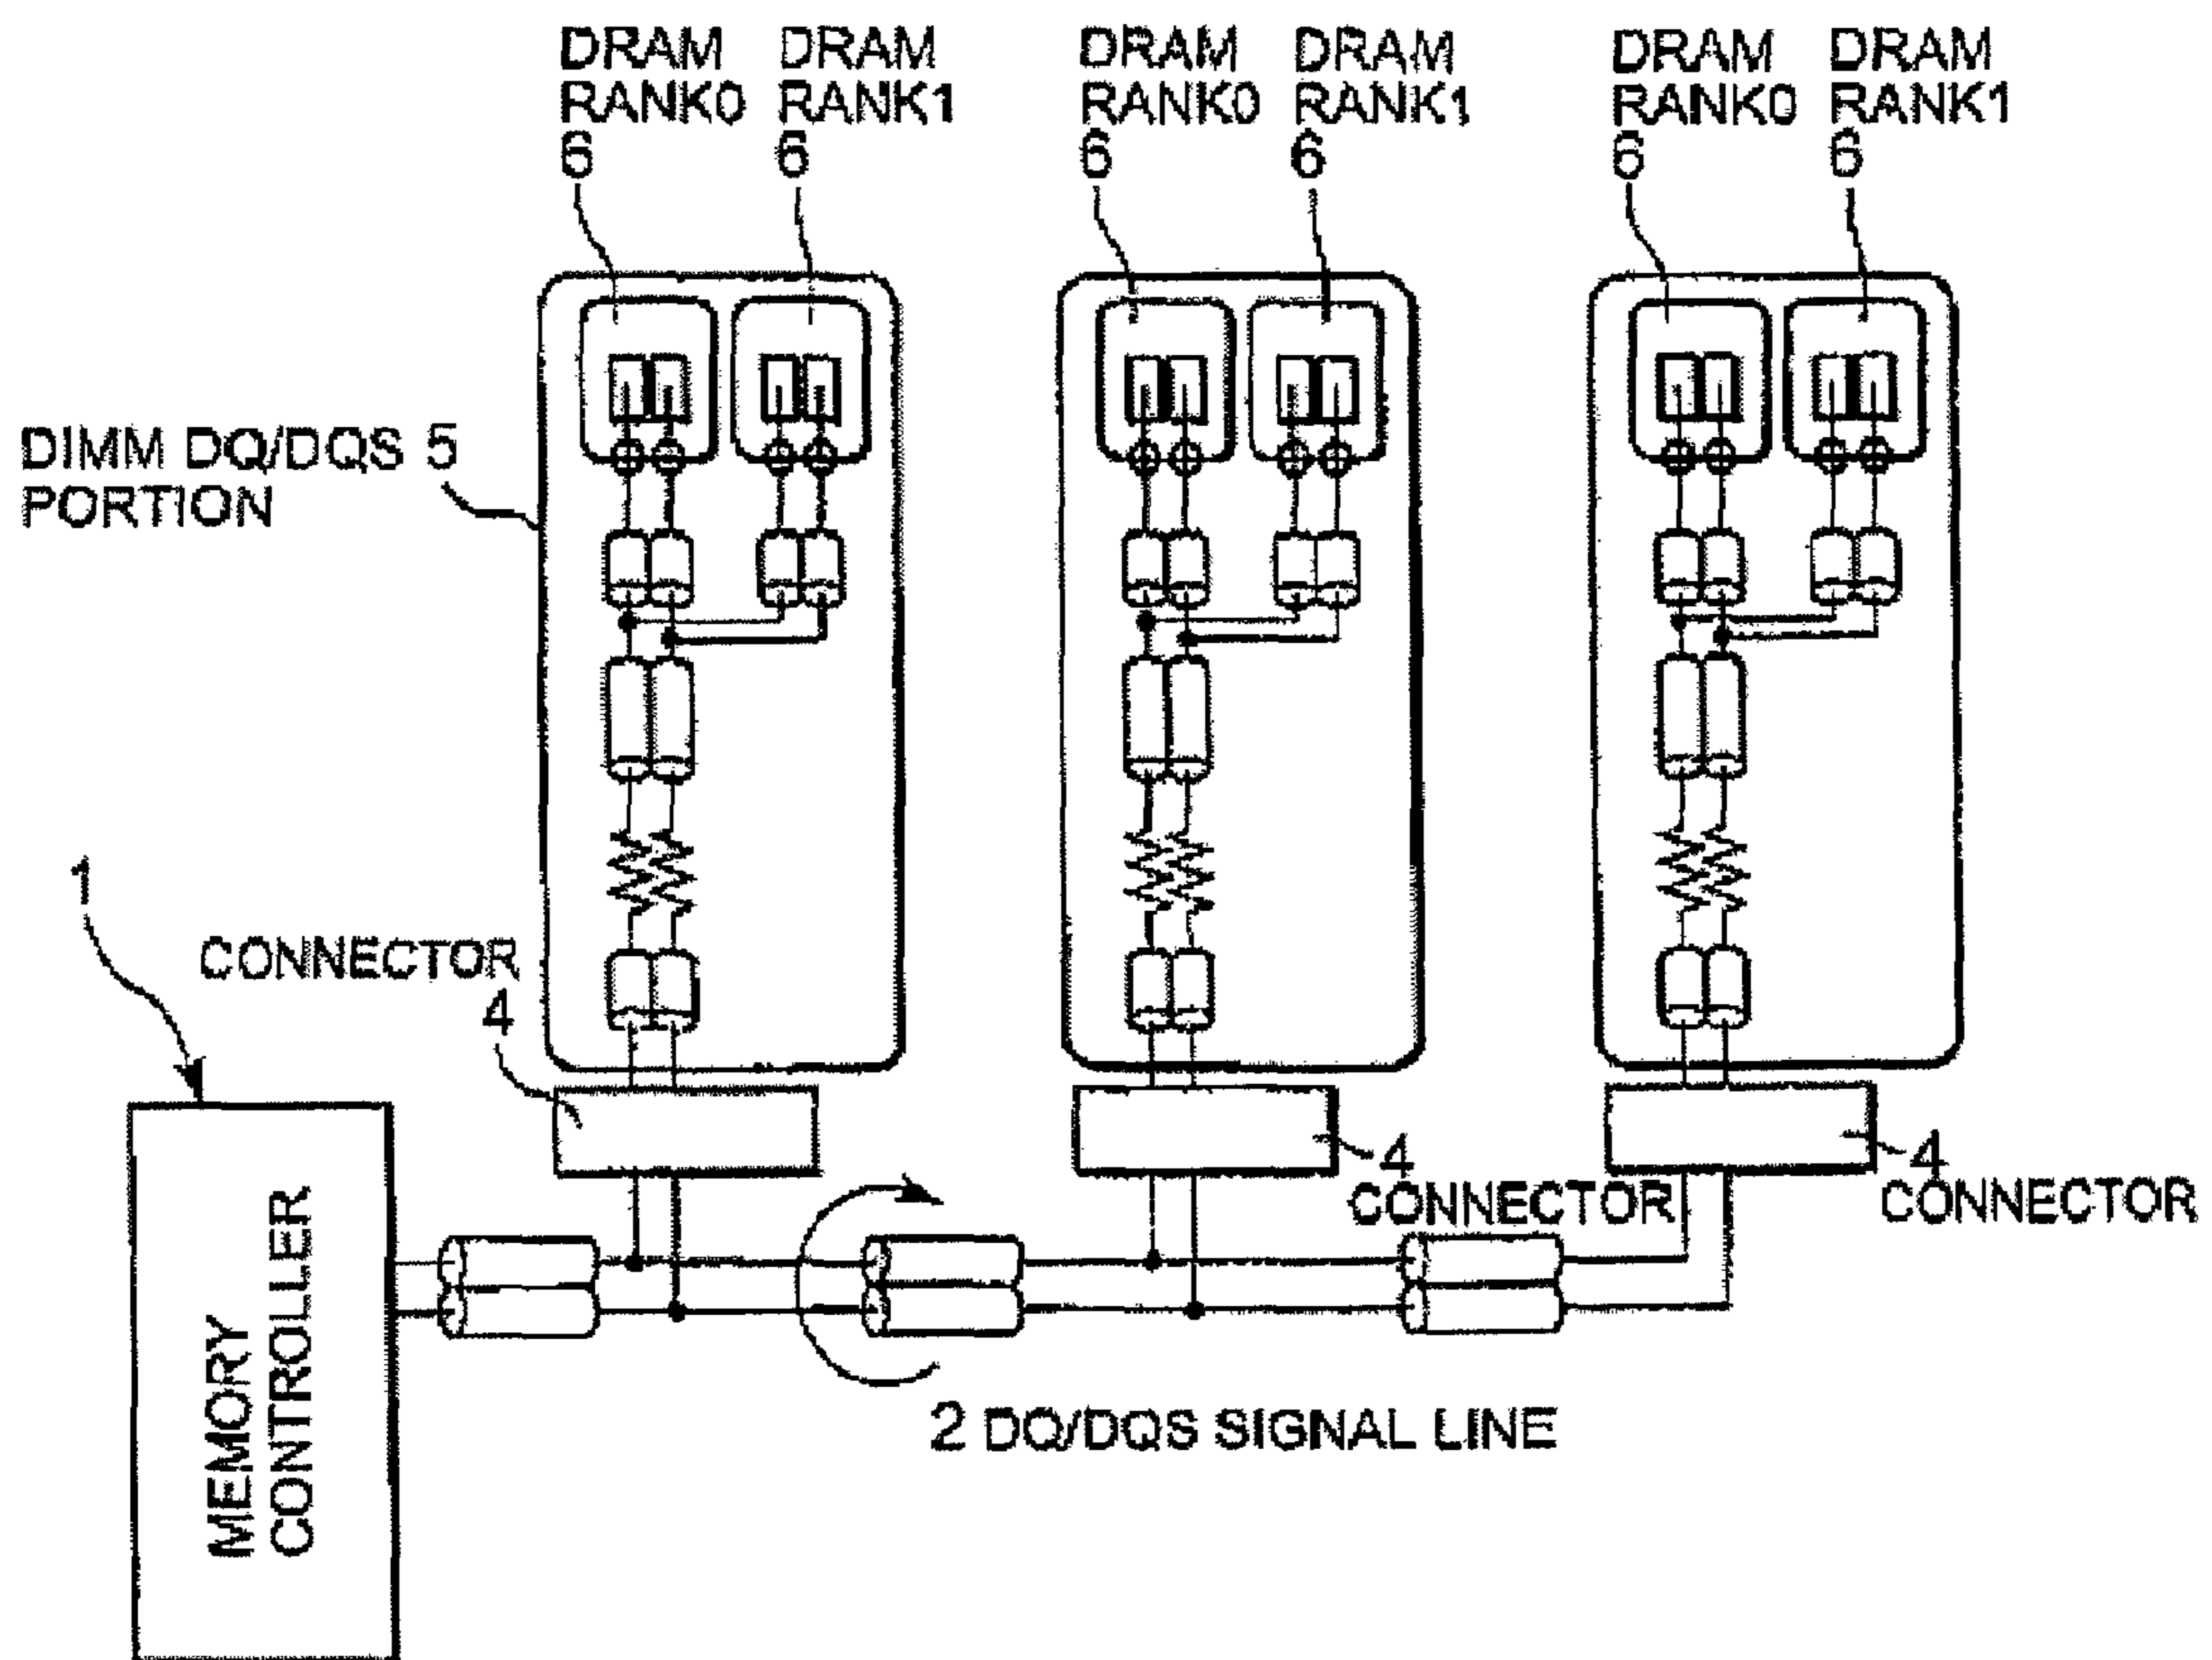 DRAM RANK0 6
DRAM RANK1 6
DRAM RANK0 6
DRAM RANK1 6
DRAM RANK0 6
DRAM RANK1 6
DIMM DQ/DQS 5
PORTION
1
CONNECTOR
4
4
CONNECTOR
4
CONNECTOR
MEMORY
CONTROLLER
2 DQ/DQS SIGNAL LINE